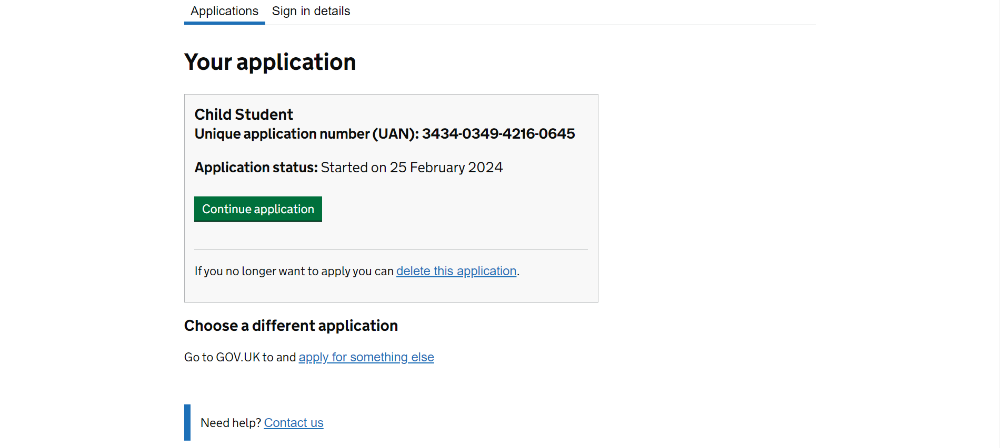 Applications Sign in details
Your application
Child Student
Unique application number (UAN): 3434-0349-4216-0645
Application status: Started on 25 February 2024
Continue application
If you no longer want to apply you can delete this application.
Choose a different application
Go to GOV.UK to and apply for something else
Need help? Contact us